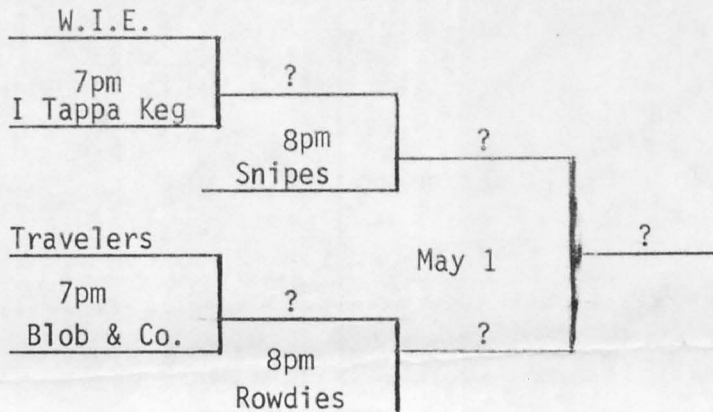 W.I.E.
7pm
I Tappa Keg
?
8pm
Snipes
?
Travelers
7pm
Blob & Co.
?
8pm
Rowdies
May 1
?
?